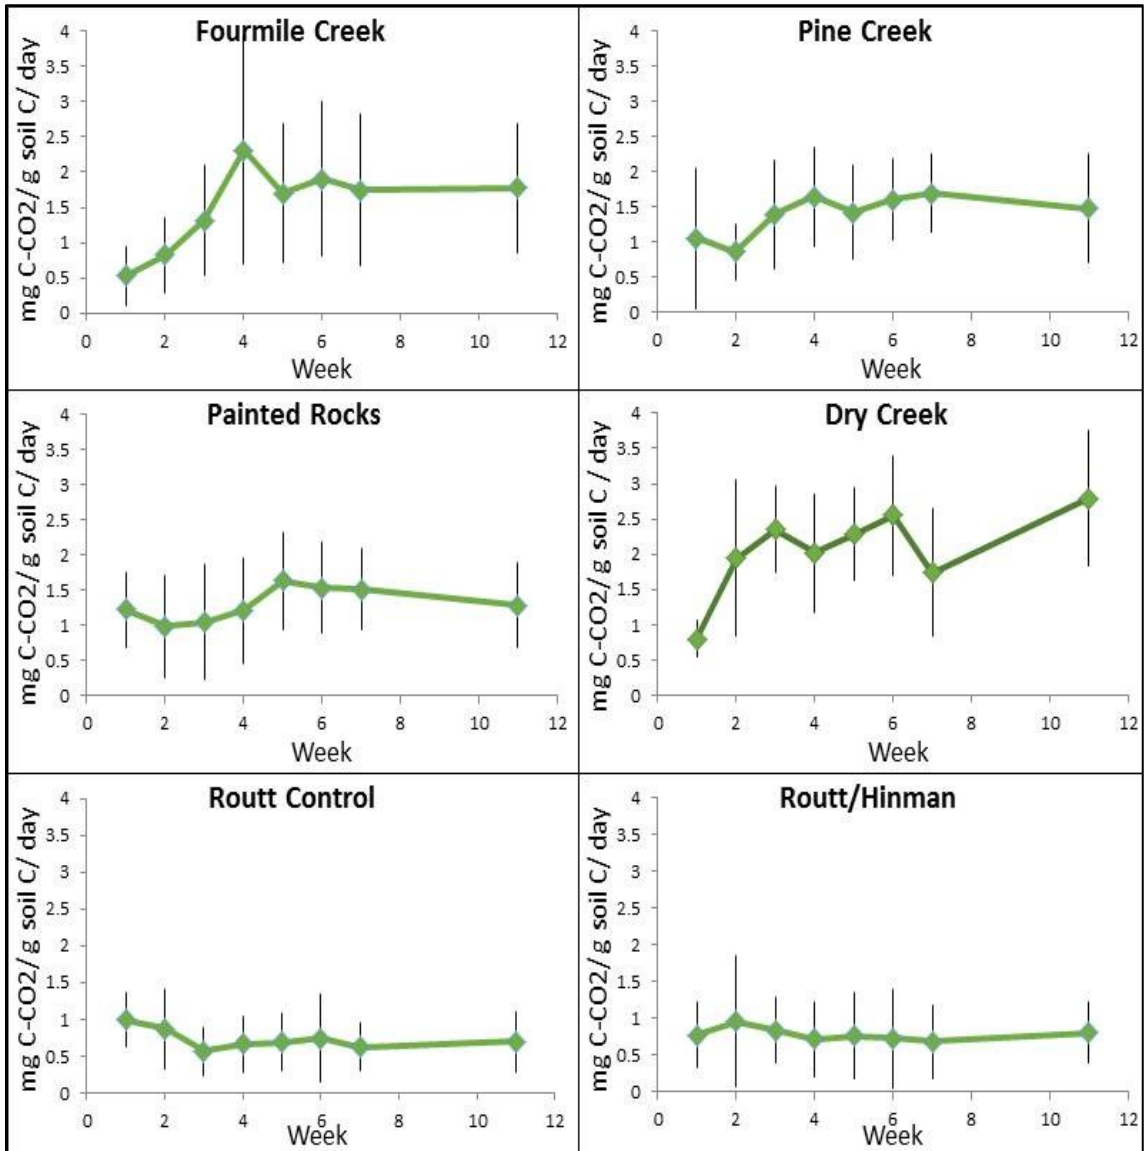 Fourmile Creek
mg C-CO2/ g soil C/ day
4
3.5
3
2.5
2
1.5
1
0.5
0
0 2 4 6 8 10 12
Week
Pine Creek
mg C-CO2/ g soil C/ day
4
3.5
3
2.5
2
1.5
1
0.5
0
0 2 4 6 8 10 12
Week
Painted Rocks
mg C-CO2/ g soil C/ day
4
3.5
3
2.5
2
1.5
1
0.5
0
0 2 4 6 8 10 12
Week
Dry Creek
mg C-CO2/ g soil C / day
4
3.5
3
2.5
2
1.5
1
0.5
0
0 2 4 6 8 10 12
Week
Routt Control
mg C-CO2/ g soil C/ day
4
3.5
3
2.5
2
1.5
1
0.5
0
0 2 4 6 8 10 12
Week
Routt/Hinman
mg C-CO2/ g soil C/ day
4
3.5
3
2.5
2
1.5
1
0.5
0
0 2 4 6 8 10 12
Week